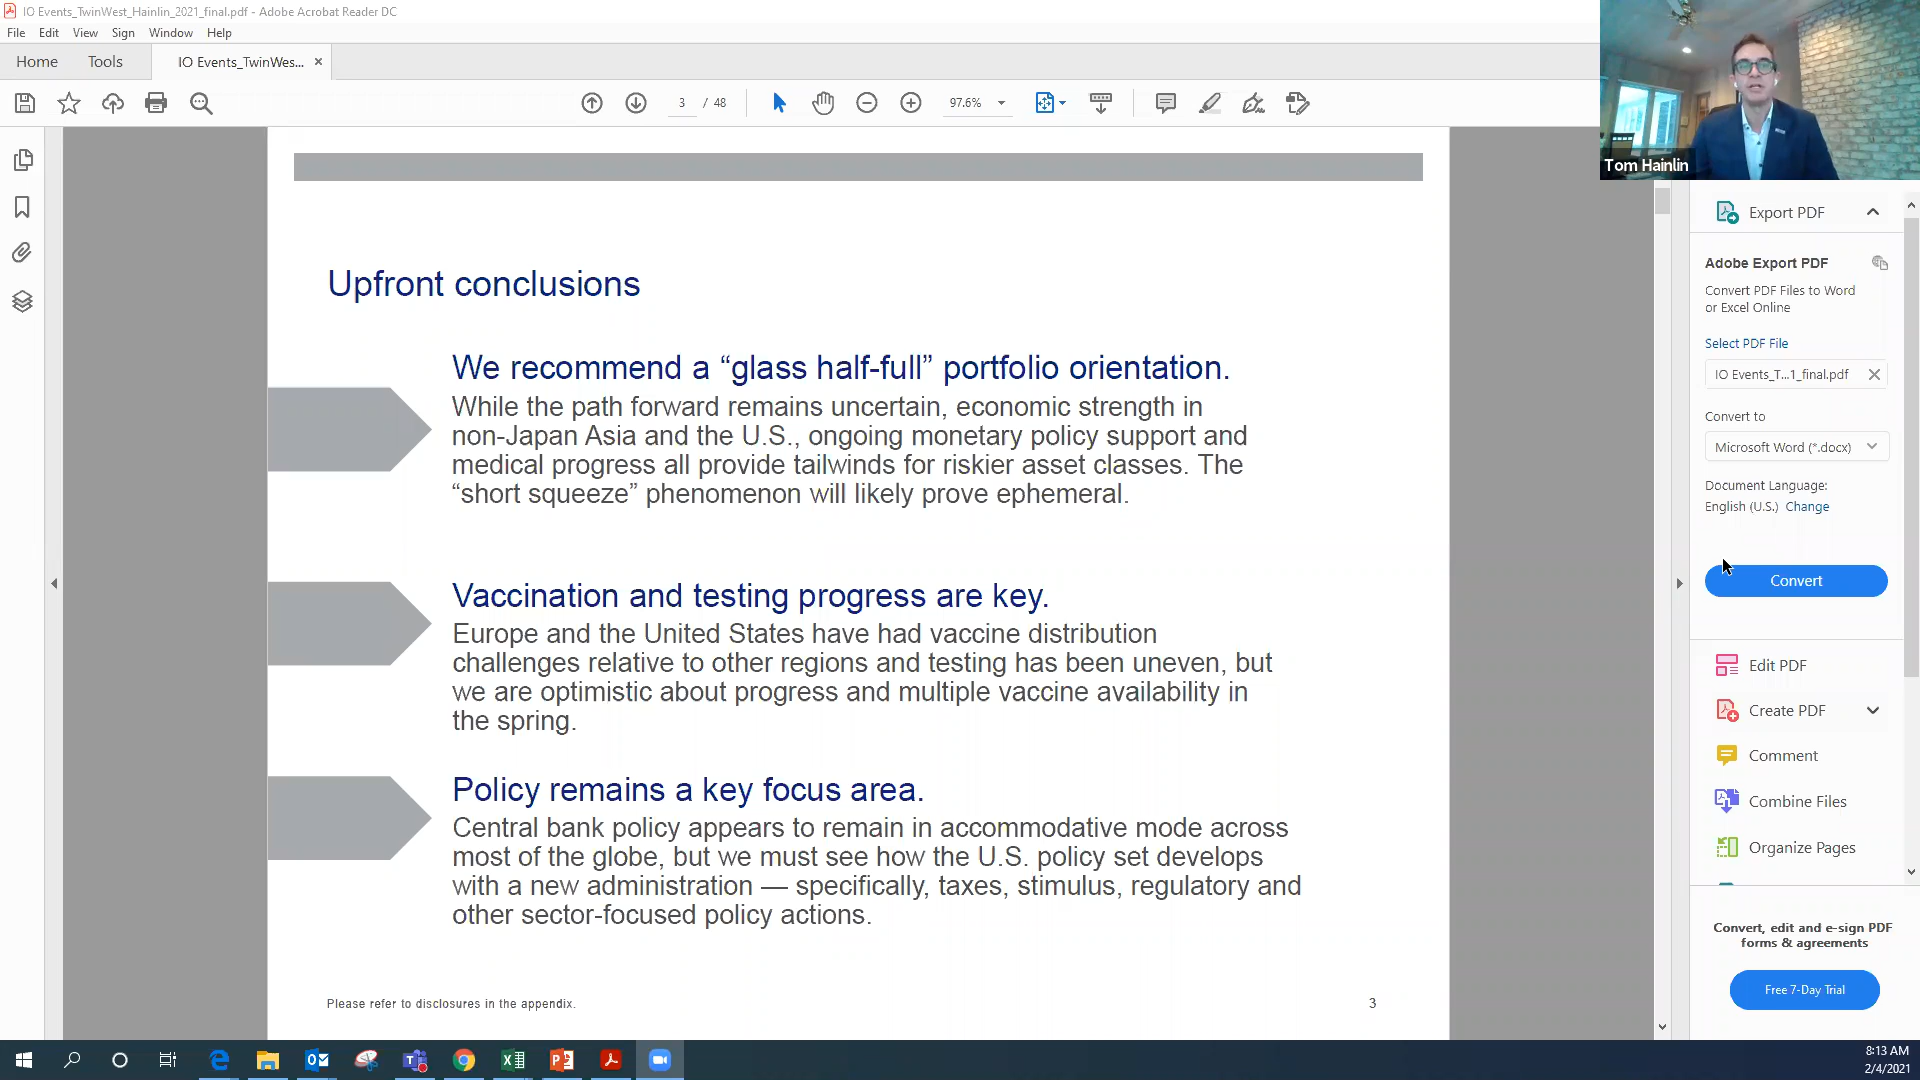 IO Events_TwinWest_Hainlin_2021_final.pdf - Adobe Acrobat Reader DC
File Edit View Sign Window Help
Home Tools IO Events_TwinWes... ×
3 / 48 97.6%
Tom Hainlin
Upfront conclusions
We recommend a “glass half-full” portfolio orientation.
While the path forward remains uncertain, economic strength in
non-Japan Asia and the U.S., ongoing monetary policy support and
medical progress all provide tailwinds for riskier asset classes. The
“short squeeze” phenomenon will likely prove ephemeral.
Vaccination and testing progress are key.
Europe and the United States have had vaccine distribution
challenges relative to other regions and testing has been uneven, but
we are optimistic about progress and multiple vaccine availability in
the spring.
Policy remains a key focus area.
Central bank policy appears to remain in accommodative mode across
most of the globe, but we must see how the U.S. policy set develops
with a new administration — specifically, taxes, stimulus, regulatory and
other sector-focused policy actions.
Please refer to disclosures in the appendix.
3
Export PDF
Adobe Export PDF
Convert PDF Files to Word
or Excel Online
Select PDF File
IO Events_T...1_final.pdf
Convert to
Microsoft Word (*.docx)
Document Language:
English (U.S.) Change
Convert
Edit PDF
Create PDF
Comment
Combine Files
Organize Pages
Convert, edit and e-sign PDF
forms & agreements
Free 7-Day Trial
8:13 AM
2/4/2021